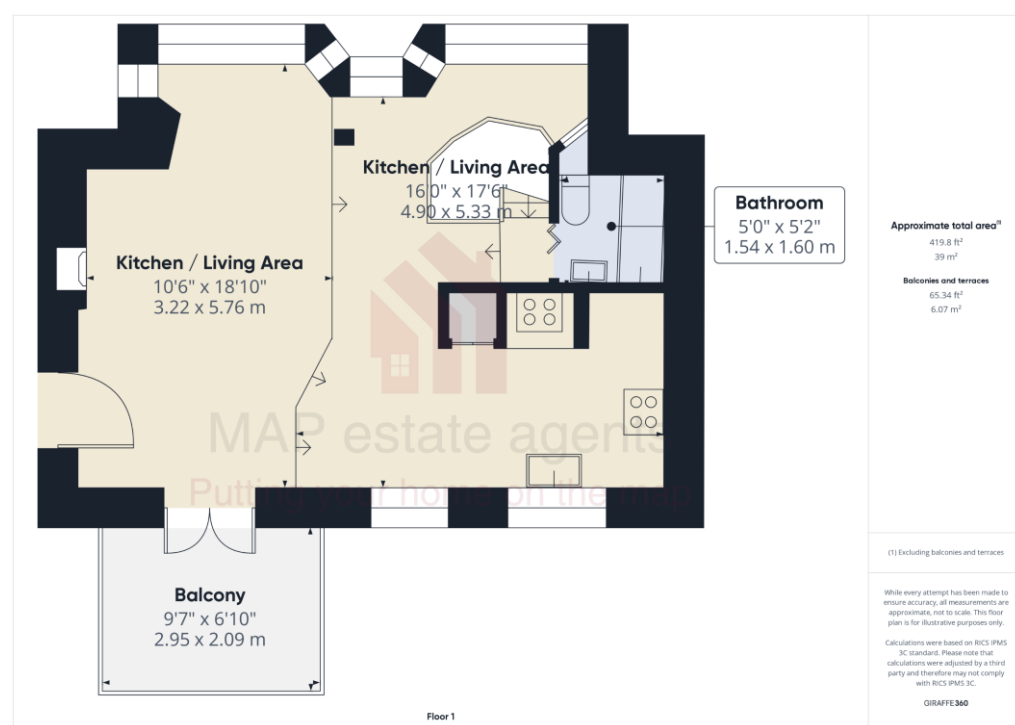 Kitchen / Living Area
16'0" x 17'6"
4.90 x 5.33 m
Bathroom
5'0" x 5'2"
1.54 x 1.60 m
Kitchen / Living Area
10'6" x 18'10"
3.22 x 5.76 m
MAP estate agents
Putting your home on the map
Balcony
9'7" x 6'10"
2.95 x 2.09 m
Floor 1
Approximate total area(1)
419.8 ft²
39 m²
Balconies and terraces
65.34 ft²
6.07 m²
(1) Excluding balconies and terraces
While every attempt has been made to
ensure accuracy, all measurements are
approximate, not to scale. This floor
plan is for illustrative purposes only.
Calculations were based on RICS IPMS
3C standard. Please note that
calculations were adjusted by a third
party and therefore may not comply
with RICS IPMS 3C.
GIRAFFE360